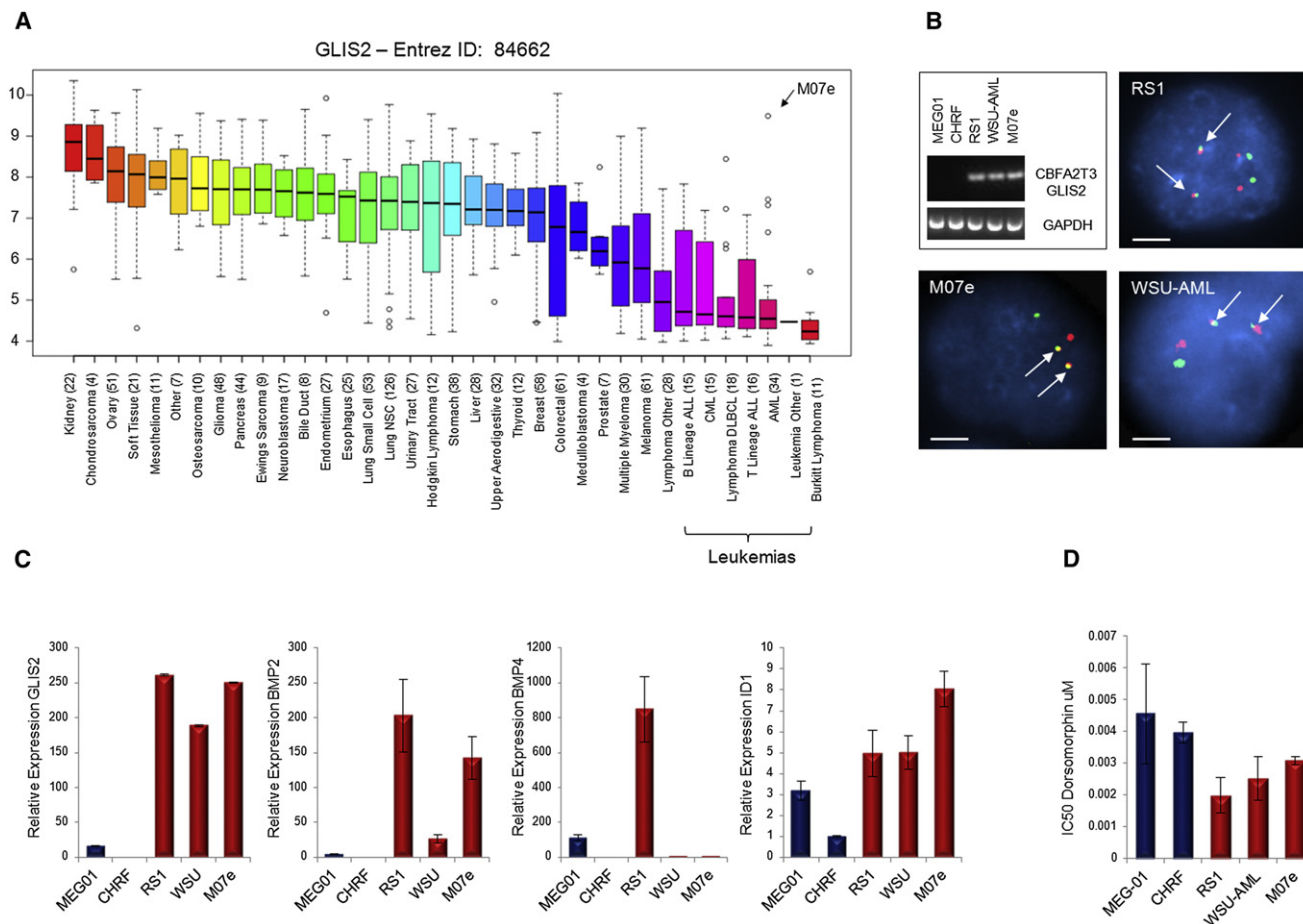 A
GLIS2 – Entrez ID: 84662
M07e
10
9
8
7
6
5
4
Kidney (22)
Chondrosarcoma (4)
Ovary (51)
Soft Tissue (21)
Mesothelioma (11)
Other (7)
Osteosarcoma (10)
Glioma (48)
Pancreas (44)
Ewings Sarcoma (9)
Neuroblastoma (17)
Bile Duct (8)
Endometrium (27)
Esophagus (25)
Lung Small Cell (53)
Lung NSC (126)
Urinary Tract (27)
Hodgkin Lymphoma (12)
Stomach (38)
Liver (28)
Upper Aerodigestive (32)
Thyroid (12)
Breast (58)
Colorectal (61)
Medulloblastoma (4)
Prostate (7)
Multiple Myeloma (30)
Melanoma (61)
Lymphoma Other (28)
B Lineage ALL (15)
CML (15)
Lymphoma DLBCL (18)
T Lineage ALL (16)
AML (34)
Leukemia Other (1)
Burkitt Lymphoma (11)
Leukemias
B
MEG01
CHRF
RS1
WSU-AML
M07e
CBFA2T3
GLIS2
GAPDH
RS1
M07e
WSU-AML
C
Relative Expression GLIS2
300
250
200
150
100
50
0
MEG01
CHRF
RS1
WSU
M07e
Relative Expression BMP2
300
250
200
150
100
50
0
MEG01
CHRF
RS1
WSU
M07e
Relative Expression BMP4
1200
1000
800
600
400
200
0
MEG01
CHRF
RS1
WSU
M07e
Relative Expression ID1
10
9
8
7
6
5
4
3
2
1
0
MEG01
CHRF
RS1
WSU
M07e
D
IC50 Dorsomorphin uM
0.007
0.006
0.005
0.004
0.003
0.002
0.001
0
MEG-01
CHRF
RS1
WSU-AML
M07e